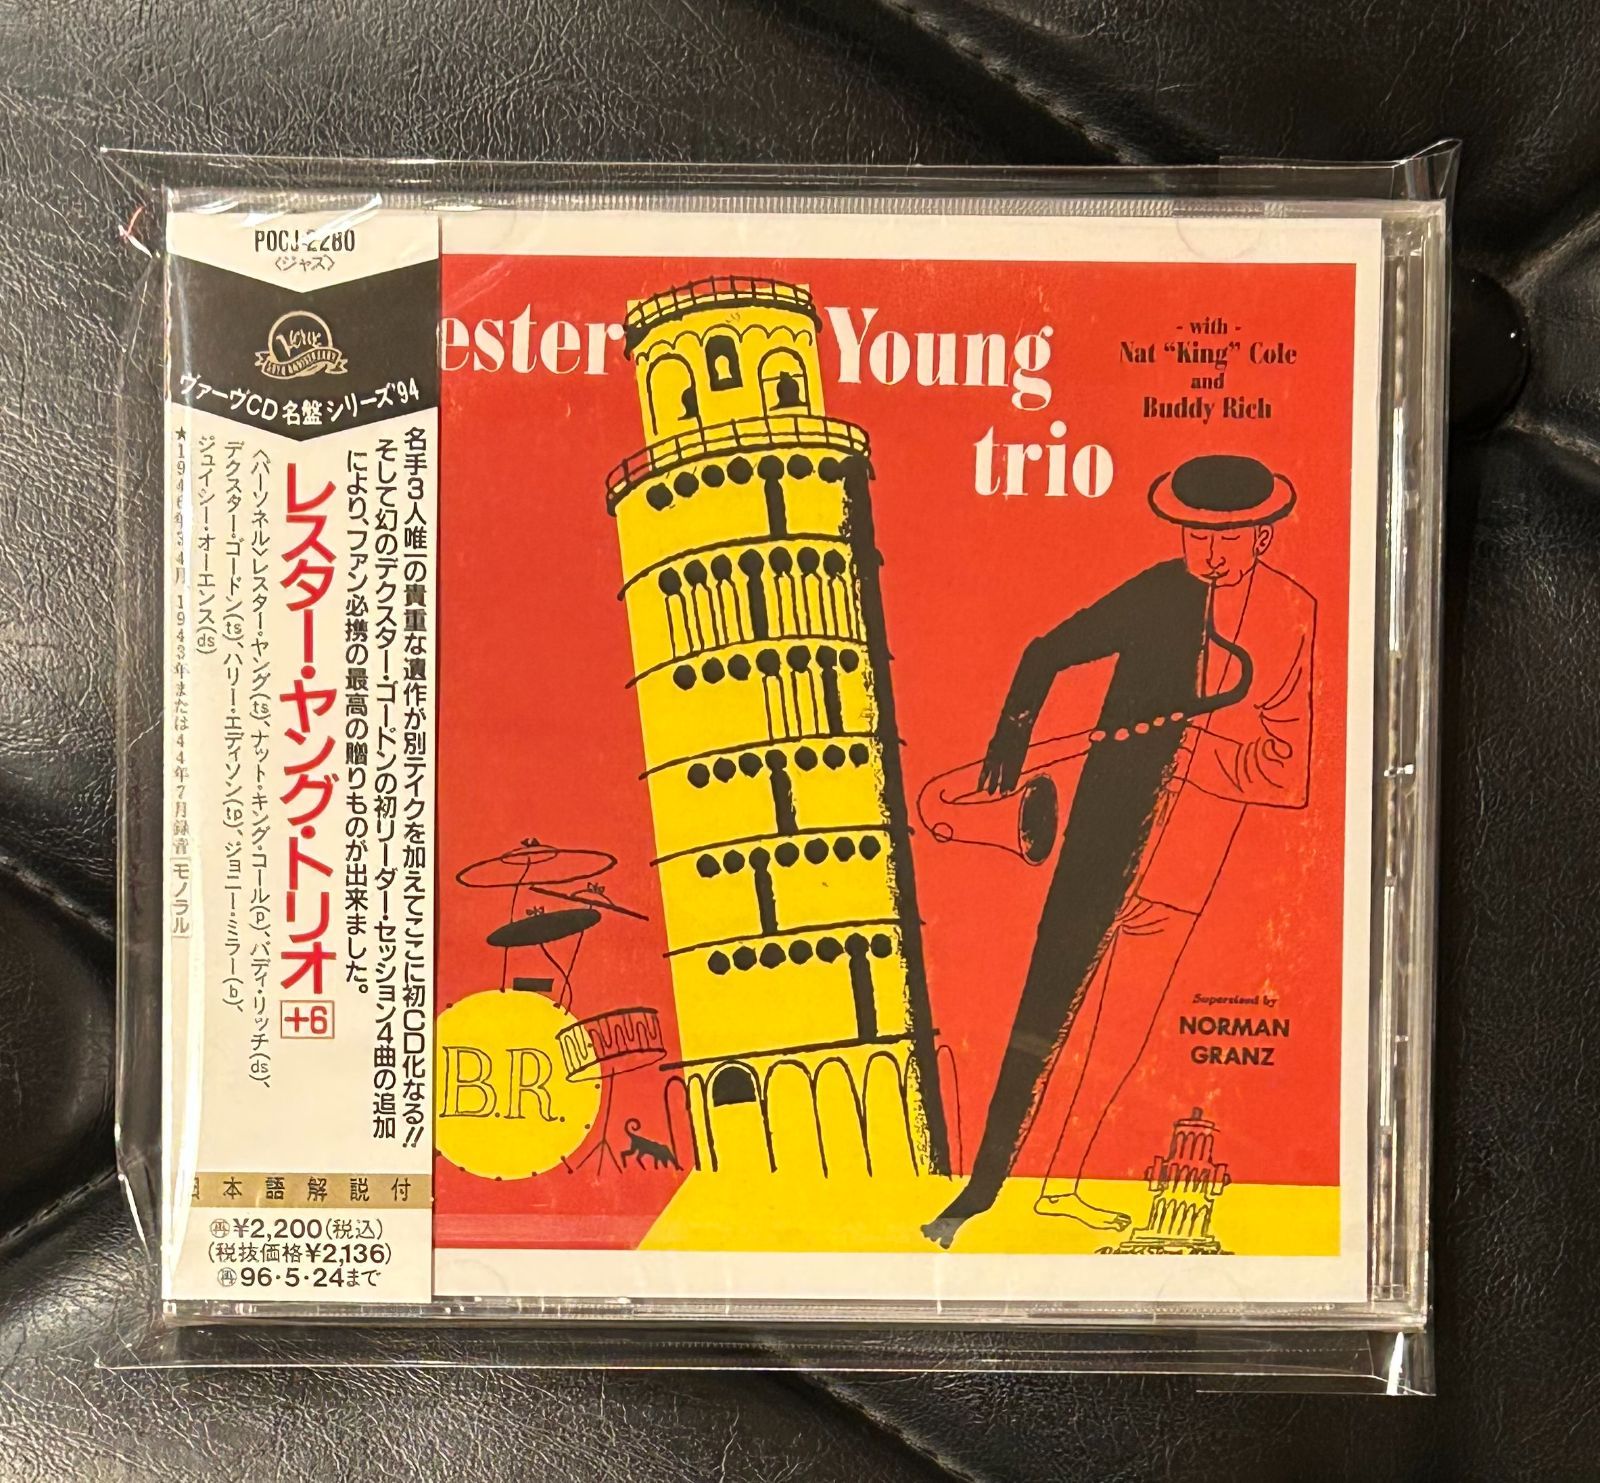 POCJ-2280
〈ジャズ〉
Verve
50TH ANNIVERSARY
ヴァーヴCD名盤シリーズ'94
名手3人唯一の貴重な遺作が別テイクを加えてここに初CD化なる!!
そして幻のデクスター・ゴードンの初リーダー・セッション4曲の追加
により、ファン必携の最高の贈りものが出来ました。
レスター・ヤング・トリオ +6
〈パーソネル〉レスター・ヤング(ts)、ナット・キング・コール(p)、バディ・リッチ(ds)、
デクスター・ゴードン(ts)、ハリー・エディソン(tp)、ジョニー・ミラー(b)、
ジュイシー・オーエンス(ds)
★1946年3-4月、1943年または44年7月録音 モノラル
日本語解説付
再¥2,200(税込)
(税抜価格¥2,136)
再96・5・24まで
ester Young
trio
- with -
Nat “King” Cole
and
Buddy Rich
B.R.
Supervised by
NORMAN
GRANZ